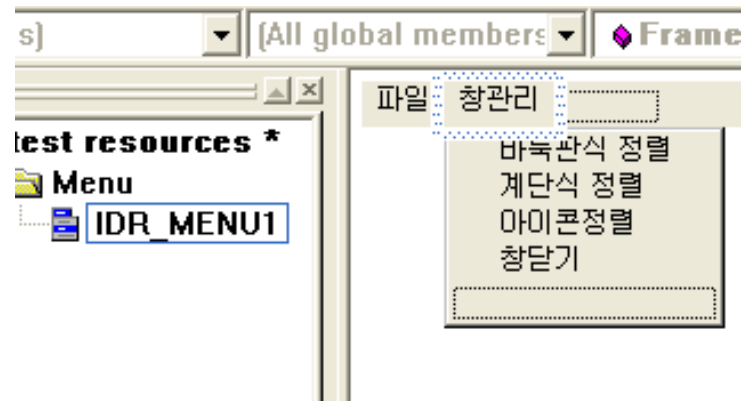 s)
(All global members
Frame
test resources *
Menu
IDR_MENU1
파일
창관리
바둑판식 정렬
계단식 정렬
아이콘정렬
창닫기